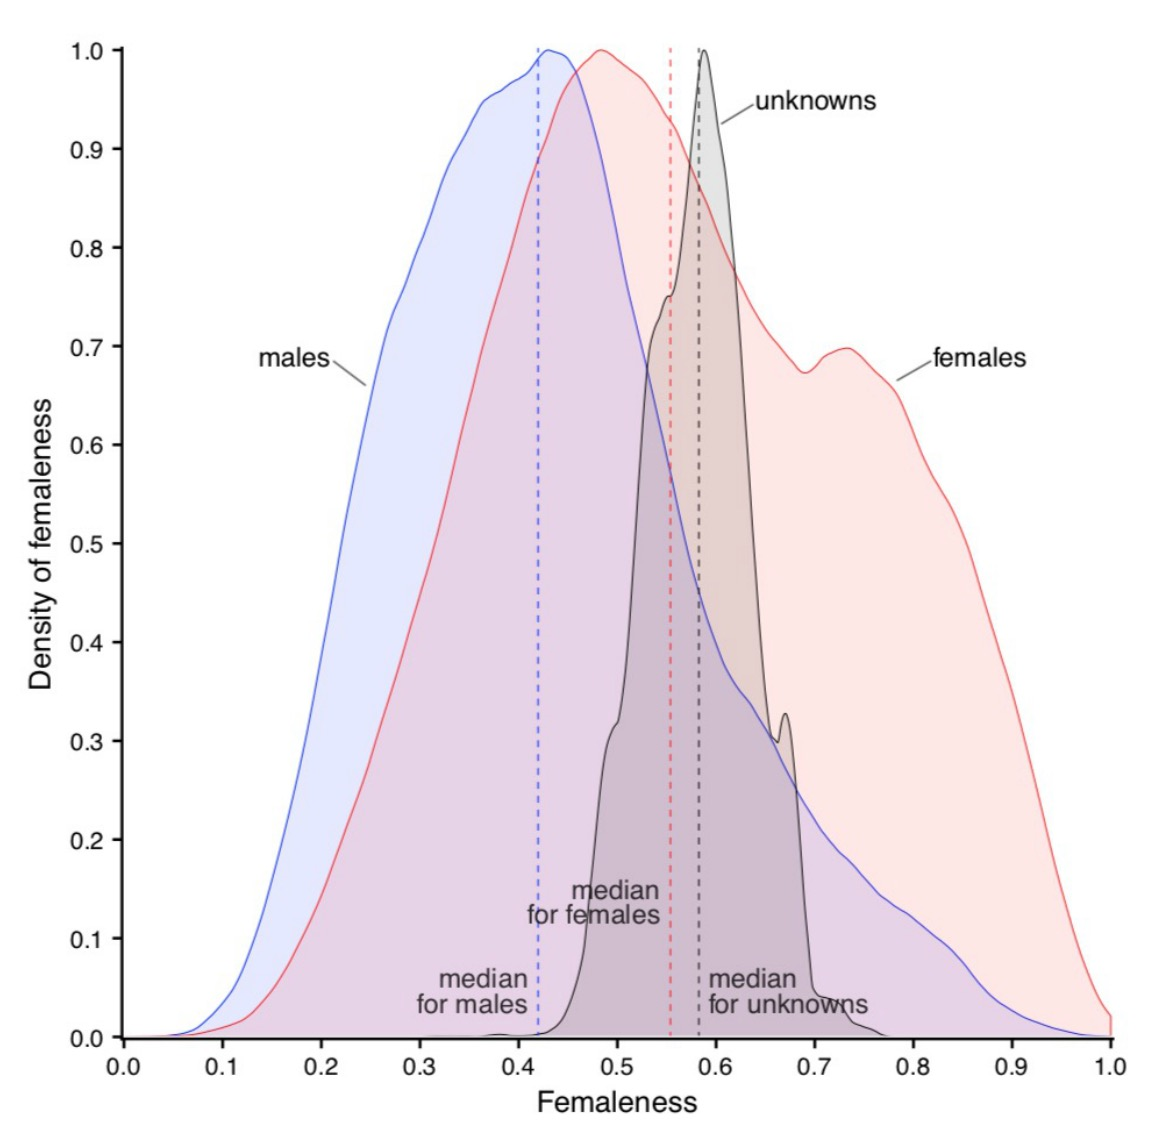 1.0
unknowns
0.9
0.8
0.7
males
females
0.6
Density of femaleness
0.5
0.4
0.3
0.2
median
for females
0.1
median
for males
median
for unknowns
0.0
0.0 0.1 0.2 0.3 0.4 0.5 0.6 0.7 0.8 0.9 1.0
Femaleness